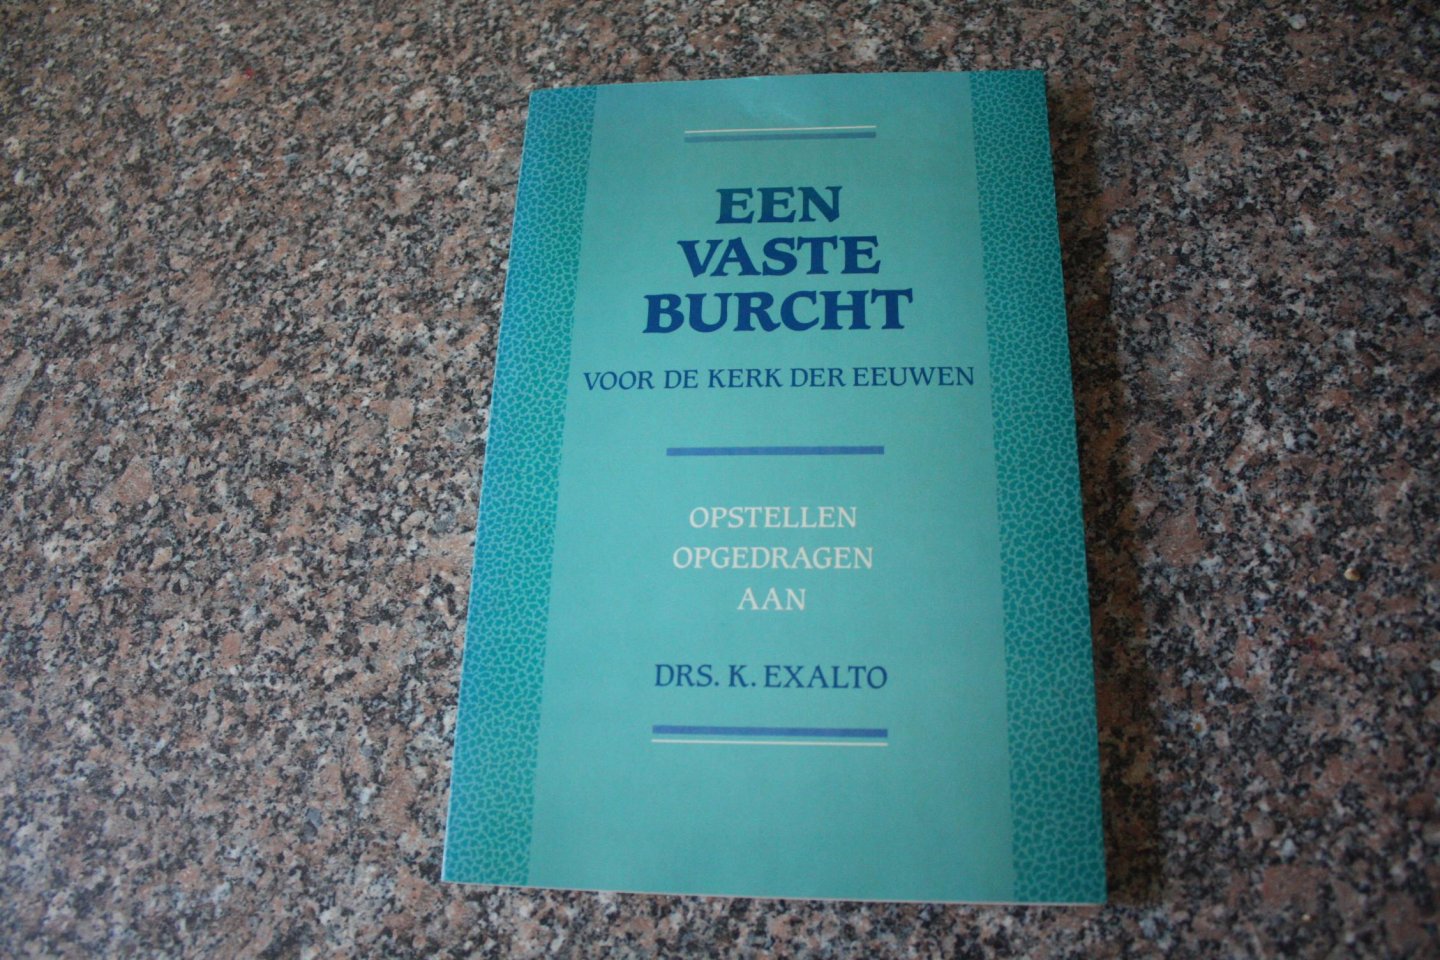 EEN
VASTE
BURCHT
VOOR DE KERK DER EEUWEN
OPSTELLEN
OPGEDRAGEN
AAN
DRS. K. EXALTO